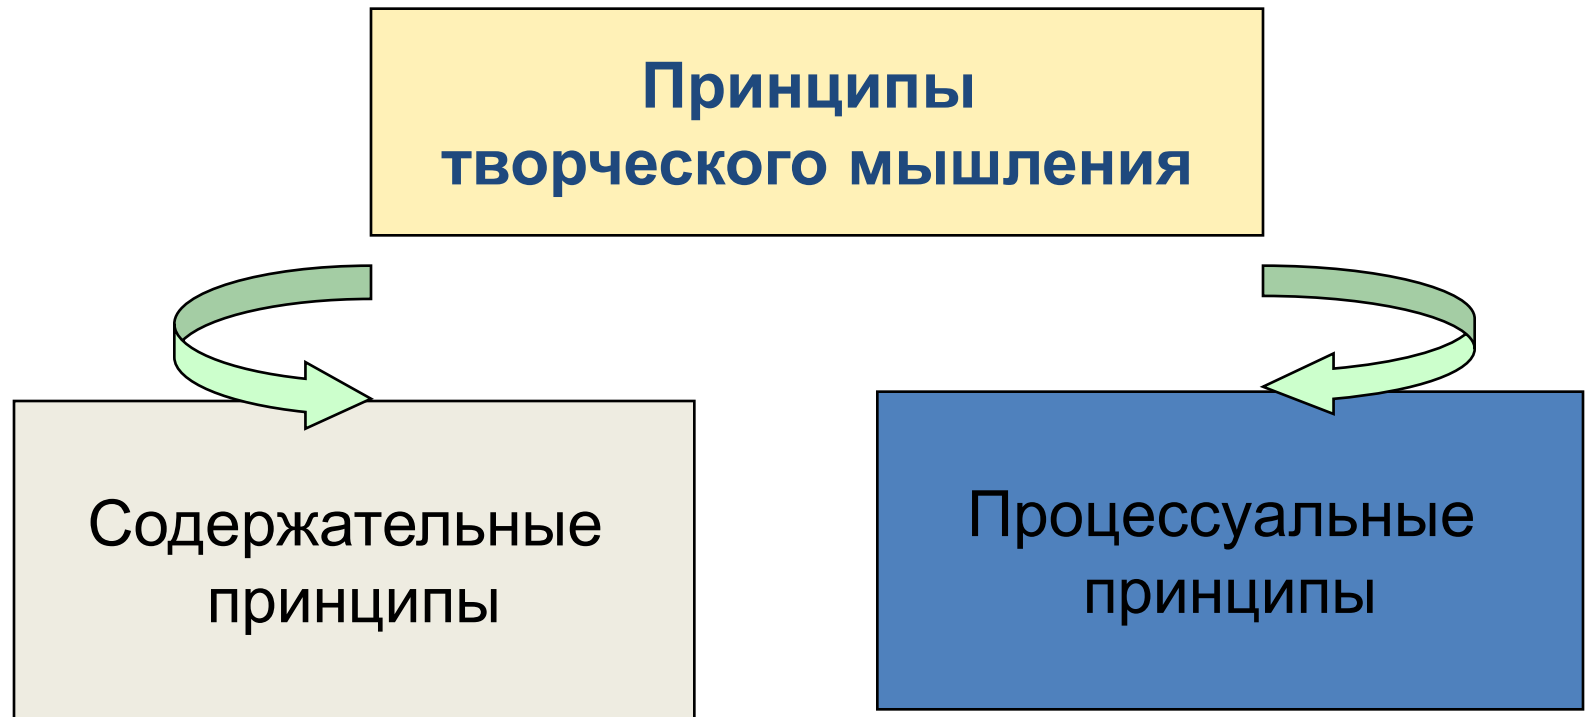 Принципы
творческого мышления
Содержательные
принципы
Процессуальные
принципы